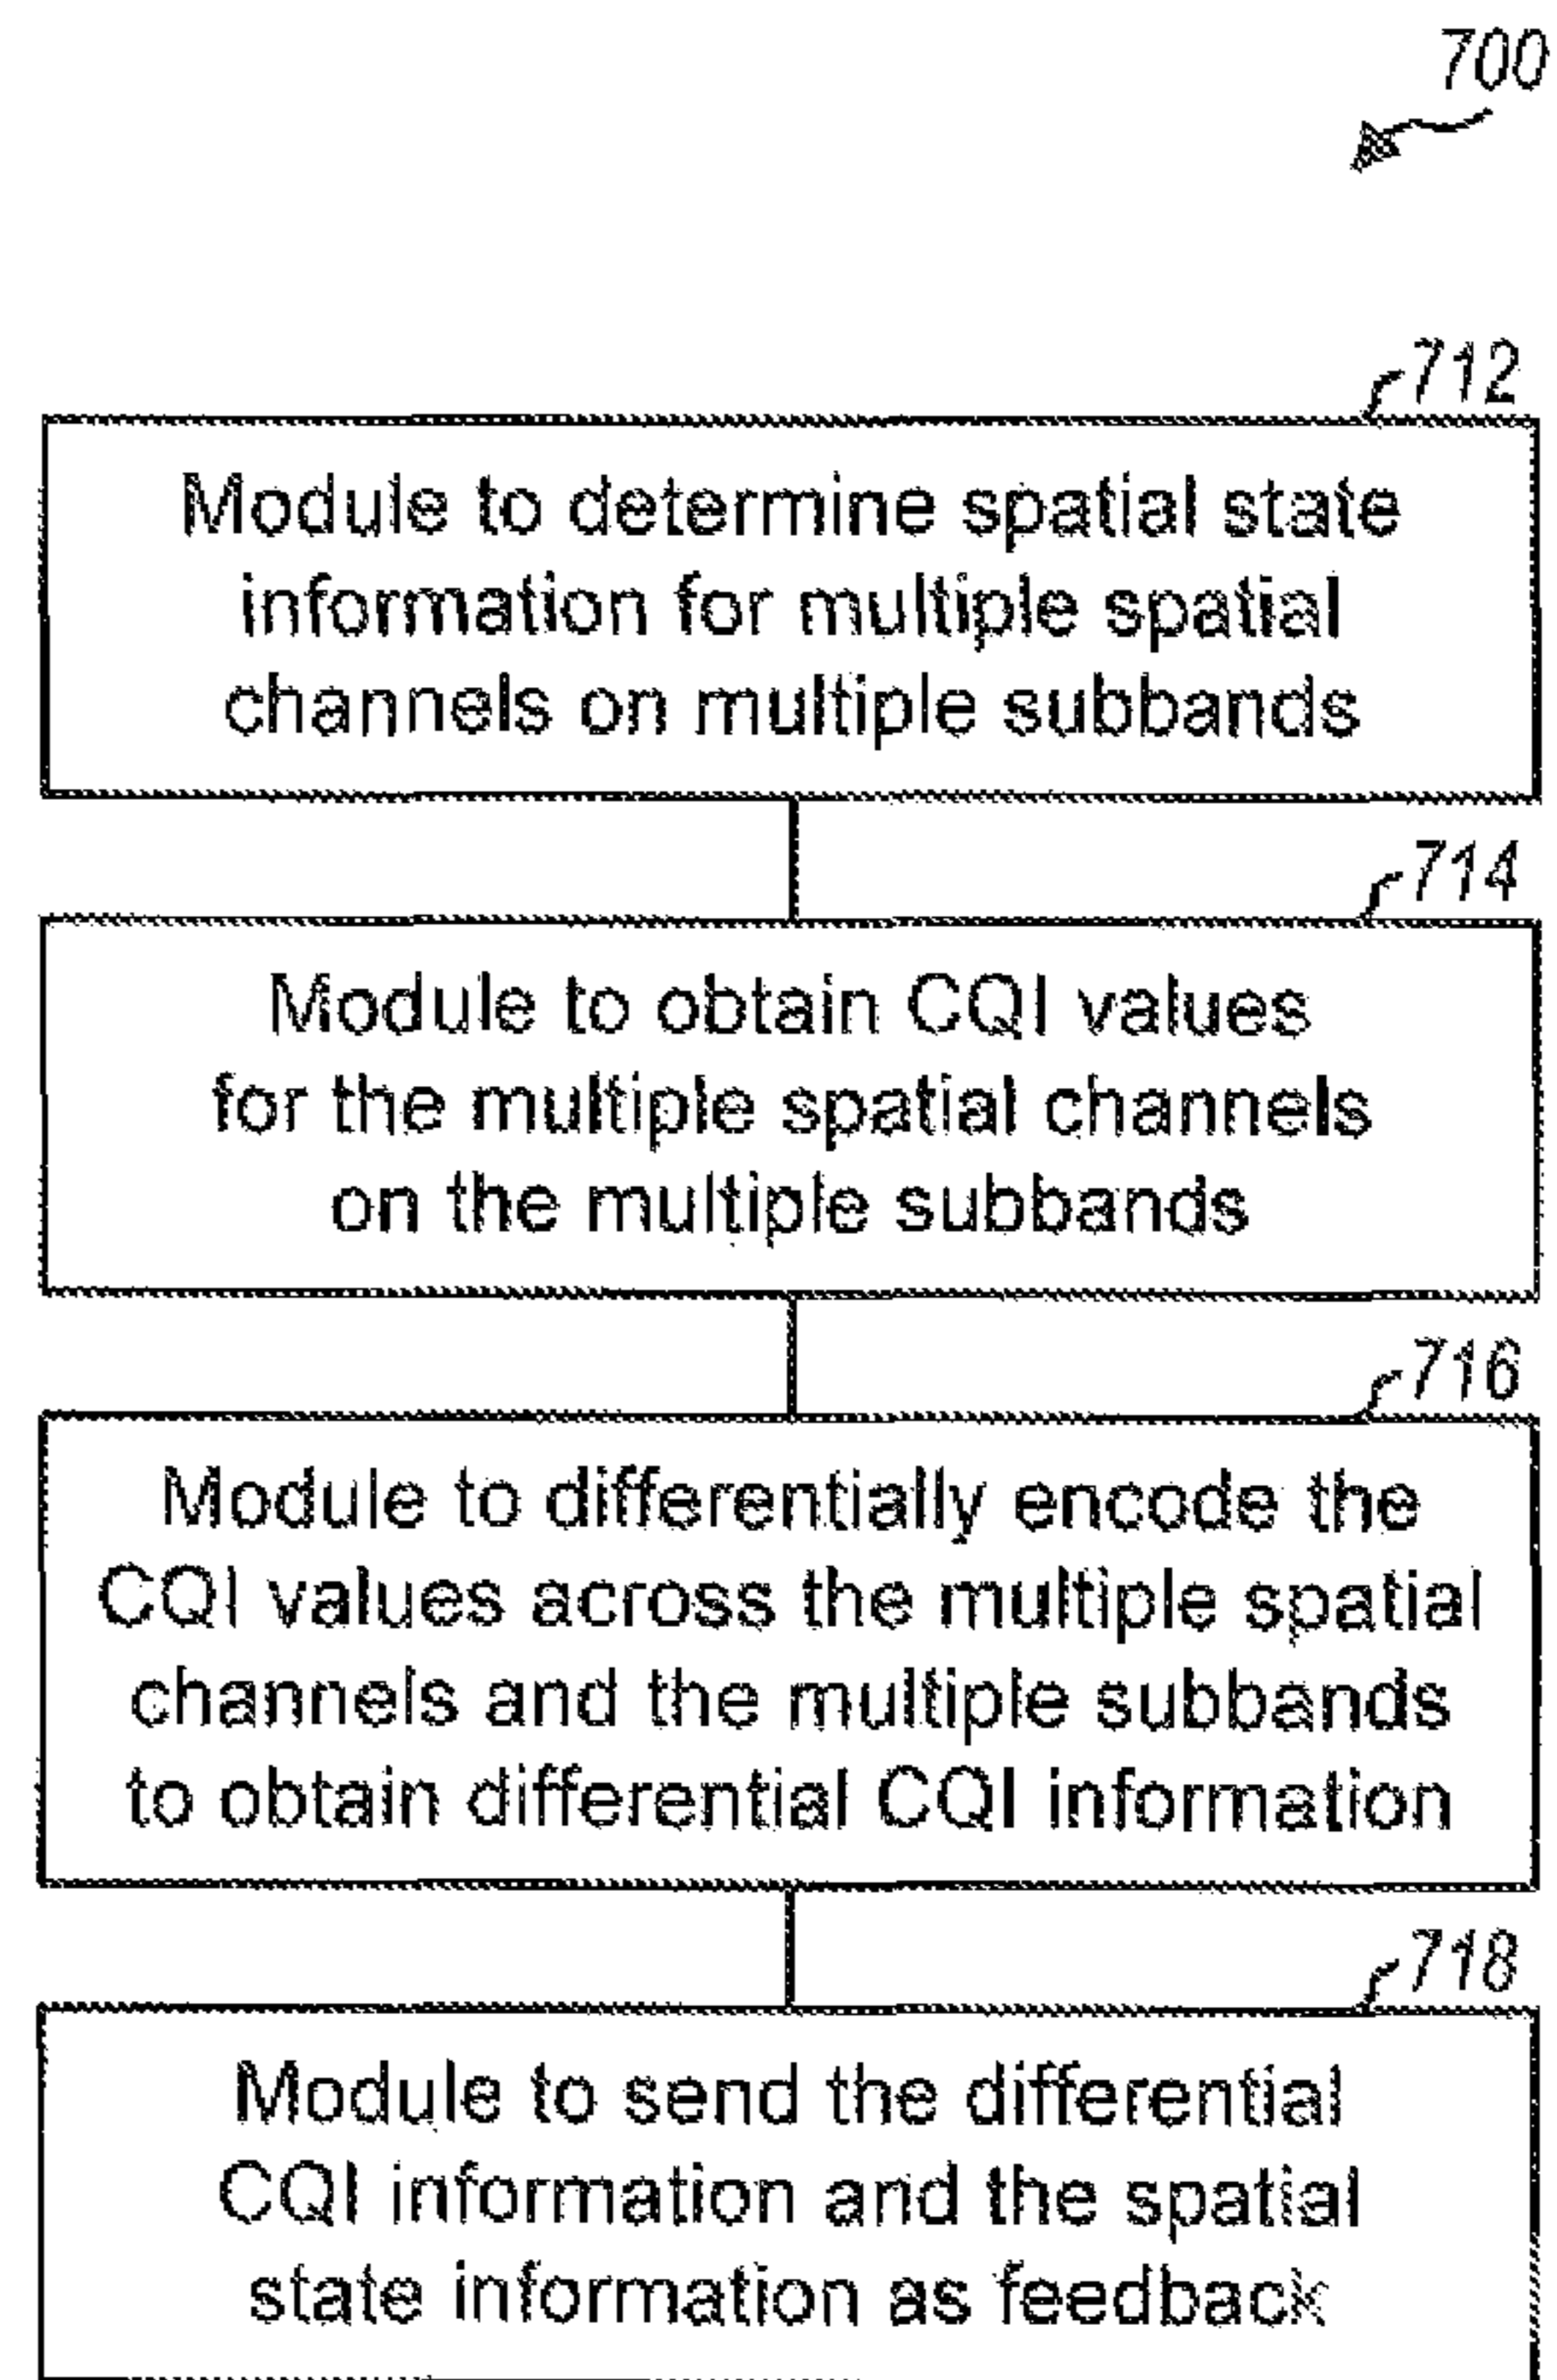 700
712
Module to determine spatial state
information for multiple spatial
channels on multiple subbands
714
Module to obtain CQI values
for the multiple spatial channels
on the multiple subbands
716
Module to differentially encode the
CQI values across the multiple spatial
channels and the multiple subbands
to obtain differential CQI information
718
Module to send the differential
CQI information and the spatial
state information as feedback